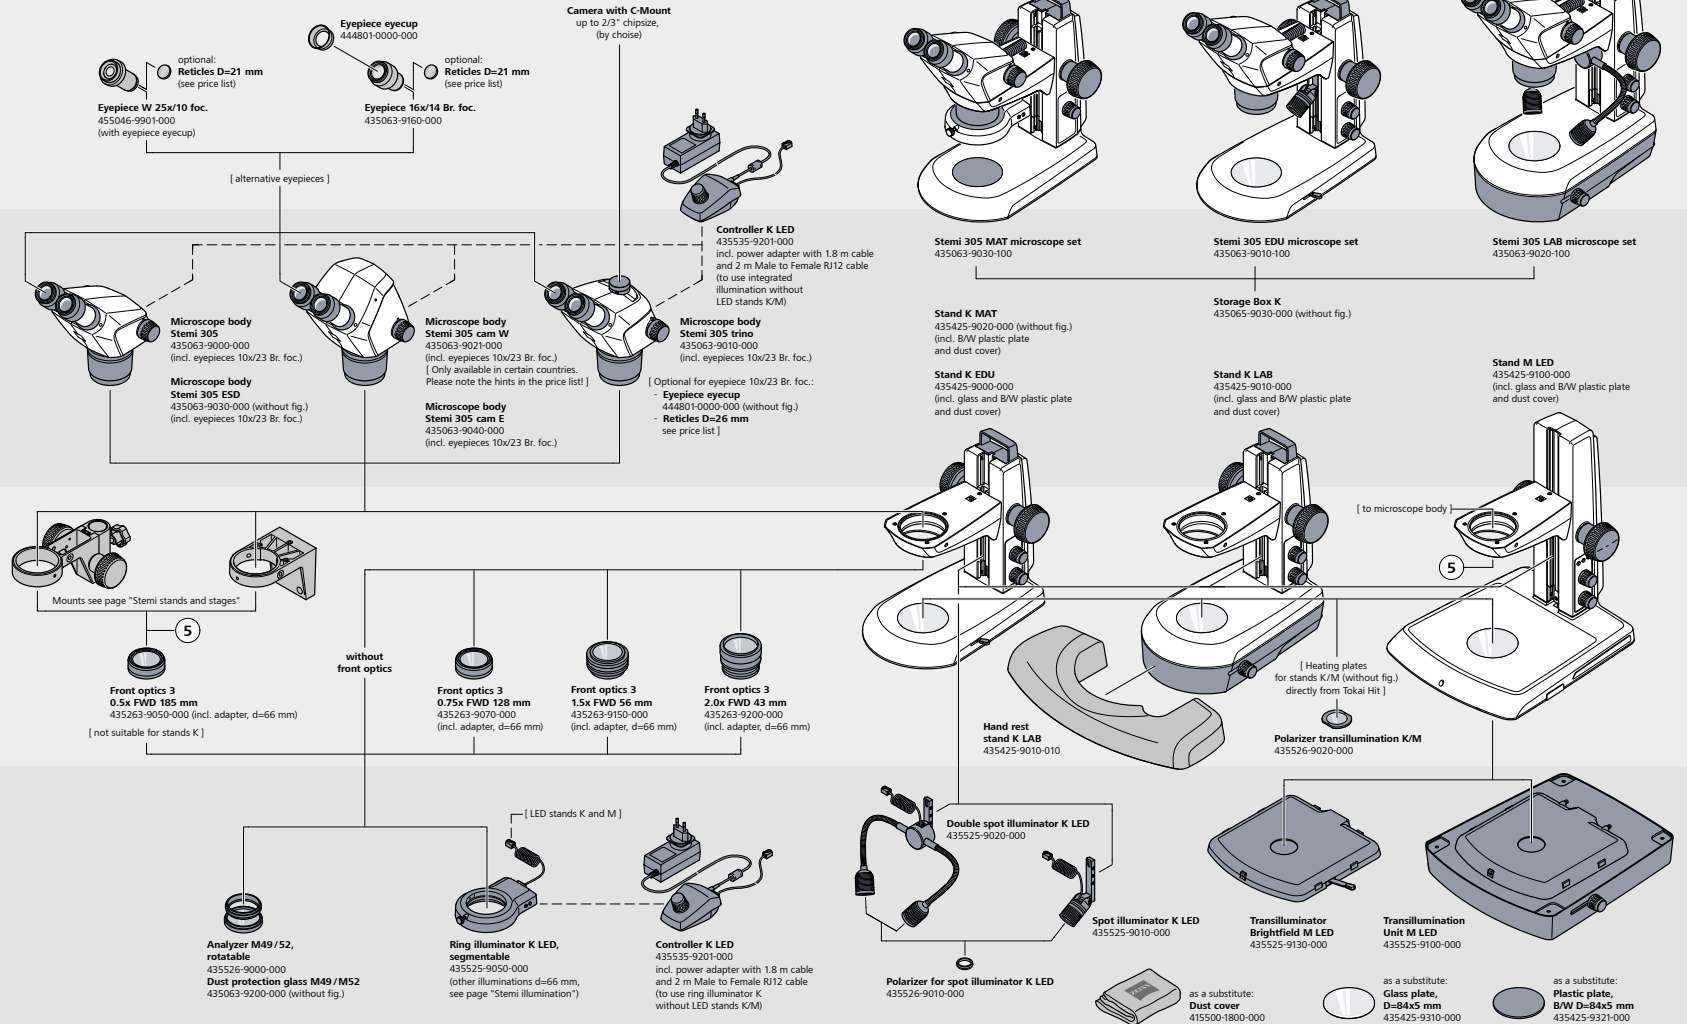 Eyepiece eyecup
444801-0000-000
Camera with C-Mount
up to 2/3" chipsize,
(by choise)
optional:
Reticles D=21 mm
(see price list)
optional:
Reticles D=21 mm
(see price list)
Eyepiece W 25x/10 foc.
455046-9901-000
(with eyepiece eyecup)
Eyepiece 16x/14 Br. foc.
435063-9160-000
[ alternative eyepieces ]
Controller K LED
435535-9201-000
incl. power adapter with 1.8 m cable
and 2 m Male to Female RJ12 cable
(to use integrated
illumination without
LED stands K/M)
Stemi 305 MAT microscope set
435063-9030-100
Stemi 305 EDU microscope set
435063-9010-100
Stemi 305 LAB microscope set
435063-9020-100
Storage Box K
435065-9030-000 (without fig.)
Microscope body
Stemi 305
435063-9000-000
(incl. eyepieces 10x/23 Br. foc.)
Microscope body
Stemi 305 ESD
435063-9030-000 (without fig.)
(incl. eyepieces 10x/23 Br. foc.)
Microscope body
Stemi 305 cam W
435063-9021-000
(incl. eyepieces 10x/23 Br. foc.)
[ Only available in certain countries.
Please note the hints in the price list! ]
Microscope body
Stemi 305 cam E
435063-9040-000
(incl. eyepieces 10x/23 Br. foc.)
Microscope body
Stemi 305 trino
435063-9010-000
(incl. eyepieces 10x/23 Br. foc.)
[ Optional for eyepiece 10x/23 Br. foc.:
- Eyepiece eyecup
444801-0000-000 (without fig.)
- Reticles D=26 mm
see price list ]
Stand K MAT
435425-9020-000 (without fig.)
(incl. B/W plastic plate
and dust cover)
Stand K EDU
435425-9000-000
(incl. glass and B/W plastic plate
and dust cover)
Stand K LAB
435425-9010-000
(incl. glass and B/W plastic plate
and dust cover)
Stand M LED
435425-9100-000
(incl. glass and B/W plastic plate
and dust cover)
[ to microscope body ]
5
Mounts see page "Stemi stands and stages"
5
without
front optics
Front optics 3
0.5x FWD 185 mm
435263-9050-000 (incl. adapter, d=66 mm)
[ not suitable for stands K ]
Front optics 3
0.75x FWD 128 mm
435263-9070-000
(incl. adapter, d=66 mm)
Front optics 3
1.5x FWD 56 mm
435263-9150-000
(incl. adapter, d=66 mm)
Front optics 3
2.0x FWD 43 mm
435263-9200-000
(incl. adapter, d=66 mm)
Hand rest
stand K LAB
435425-9010-010
[ Heating plates
for stands K/M (without fig.)
directly from Tokai Hit ]
Polarizer transillumination K/M
435526-9020-000
[ LED stands K and M ]
Analyzer M49/52,
rotatable
435526-9000-000
Dust protection glass M49/M52
435063-9200-000 (without fig.)
Ring illuminator K LED,
segmentable
435525-9050-000
(other illuminations d=66 mm,
see page "Stemi illumination")
Controller K LED
435535-9201-000
incl. power adapter with 1.8 m cable
and 2 m Male to Female RJ12 cable
(to use ring illuminator K
without LED stands K/M)
Double spot illuminator K LED
435525-9020-000
Spot illuminator K LED
435525-9010-000
Polarizer for spot illuminator K LED
435526-9010-000
Transilluminator
Brightfield M LED
435525-9130-000
Transillumination
Unit M LED
435525-9100-000
as a substitute:
Dust cover
415500-1800-000
as a substitute:
Glass plate,
D=84x5 mm
435425-9310-000
as a substitute:
Plastic plate,
B/W D=84x5 mm
435425-9321-000